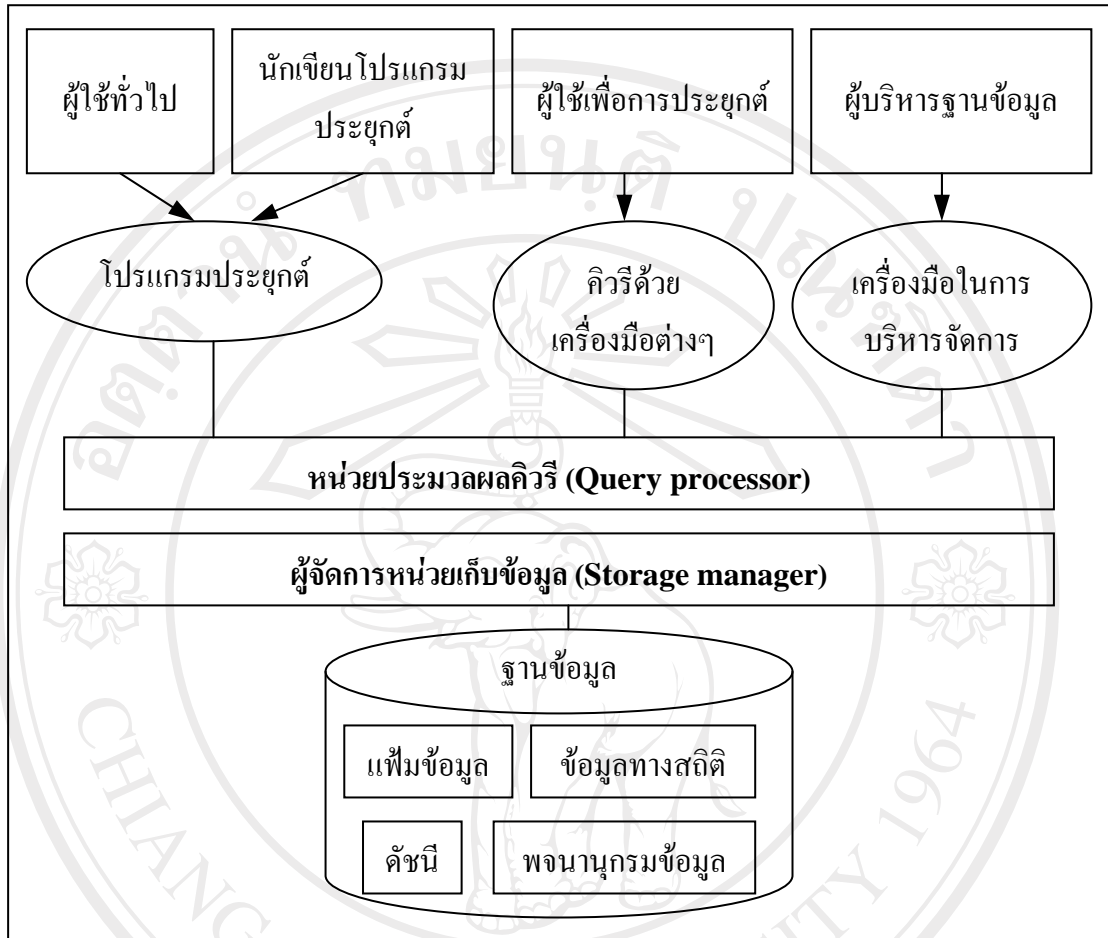 ผู้ใช้ทั่วไป
นักเขียนโปรแกรม
ประยุกต์
ผู้ใช้เพื่อการประยุกต์
ผู้บริหารฐานข้อมูล
โปรแกรมประยุกต์
คิวรีด้วย
เครื่องมือต่างๆ
เครื่องมือในการ
บริหารจัดการ
หน่วยประมวลผลคิวรี (Query processor)
ผู้จัดการหน่วยเก็บข้อมูล (Storage manager)
ฐานข้อมูล
แฟ้มข้อมูล
ข้อมูลทางสถิติ
ดัชนี
พจนานุกรมข้อมูล